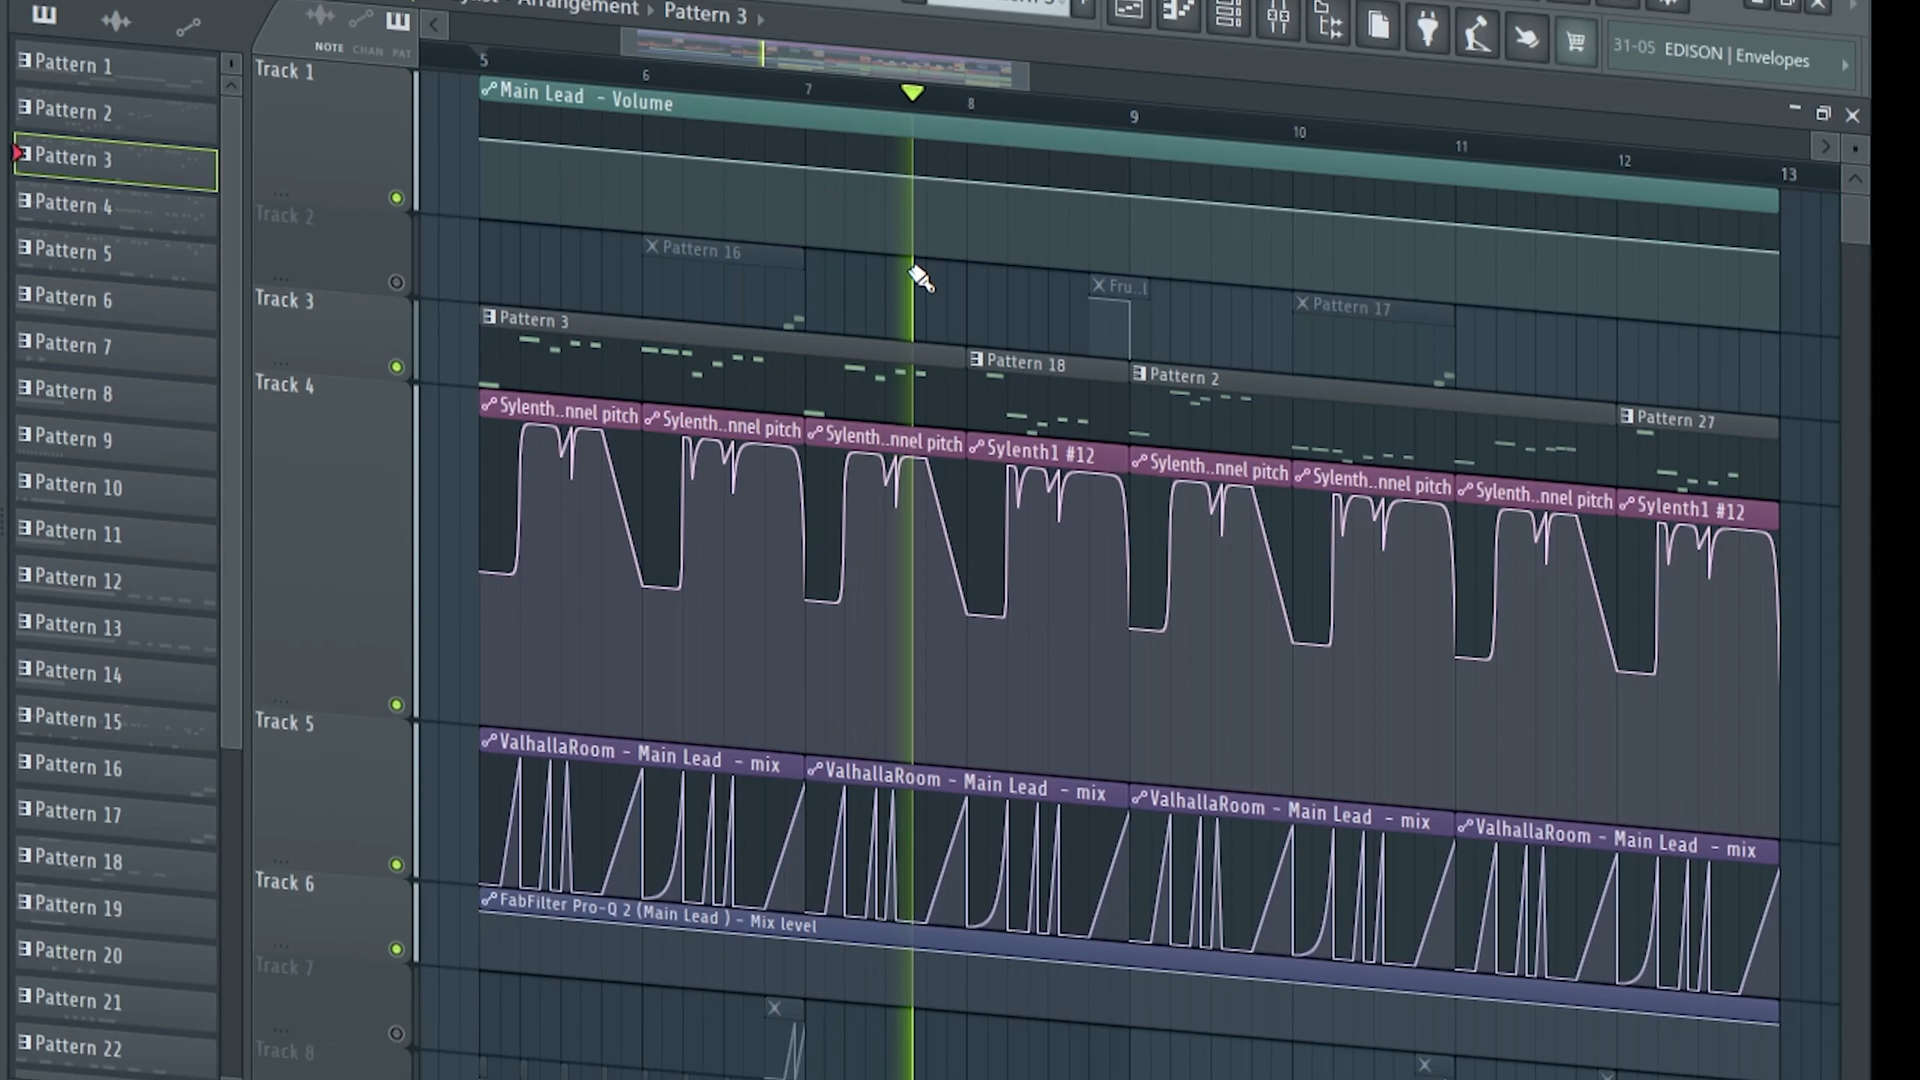 Arrangement › Pattern 3 ›
31-05 EDISON | Envelopes
NOTE CHAN PAT
Pattern 1
Pattern 2
Pattern 3
Pattern 4
Pattern 5
Pattern 6
Pattern 7
Pattern 8
Pattern 9
Pattern 10
Pattern 11
Pattern 12
Pattern 13
Pattern 14
Pattern 15
Pattern 16
Pattern 17
Pattern 18
Pattern 19
Pattern 20
Pattern 21
Pattern 22
5 6 7 8 9 10 11 12 13
Track 1
Main Lead - Volume
Track 2
Pattern 16
Fru..l
Pattern 17
Track 3
Pattern 3
Pattern 18
Pattern 2
Pattern 27
Track 4
Sylenth..nnel pitch
Sylenth..nnel pitch
Sylenth..nnel pitch
Sylenth1 #12
Sylenth..nnel pitch
Sylenth..nnel pitch
Sylenth..nnel pitch
Sylenth1 #12
Track 5
ValhallaRoom - Main Lead - mix
ValhallaRoom - Main Lead - mix
ValhallaRoom - Main Lead - mix
ValhallaRoom - Main Lead - mix
Track 6
FabFilter Pro-Q 2 (Main Lead ) - Mix level
Track 7
Track 8